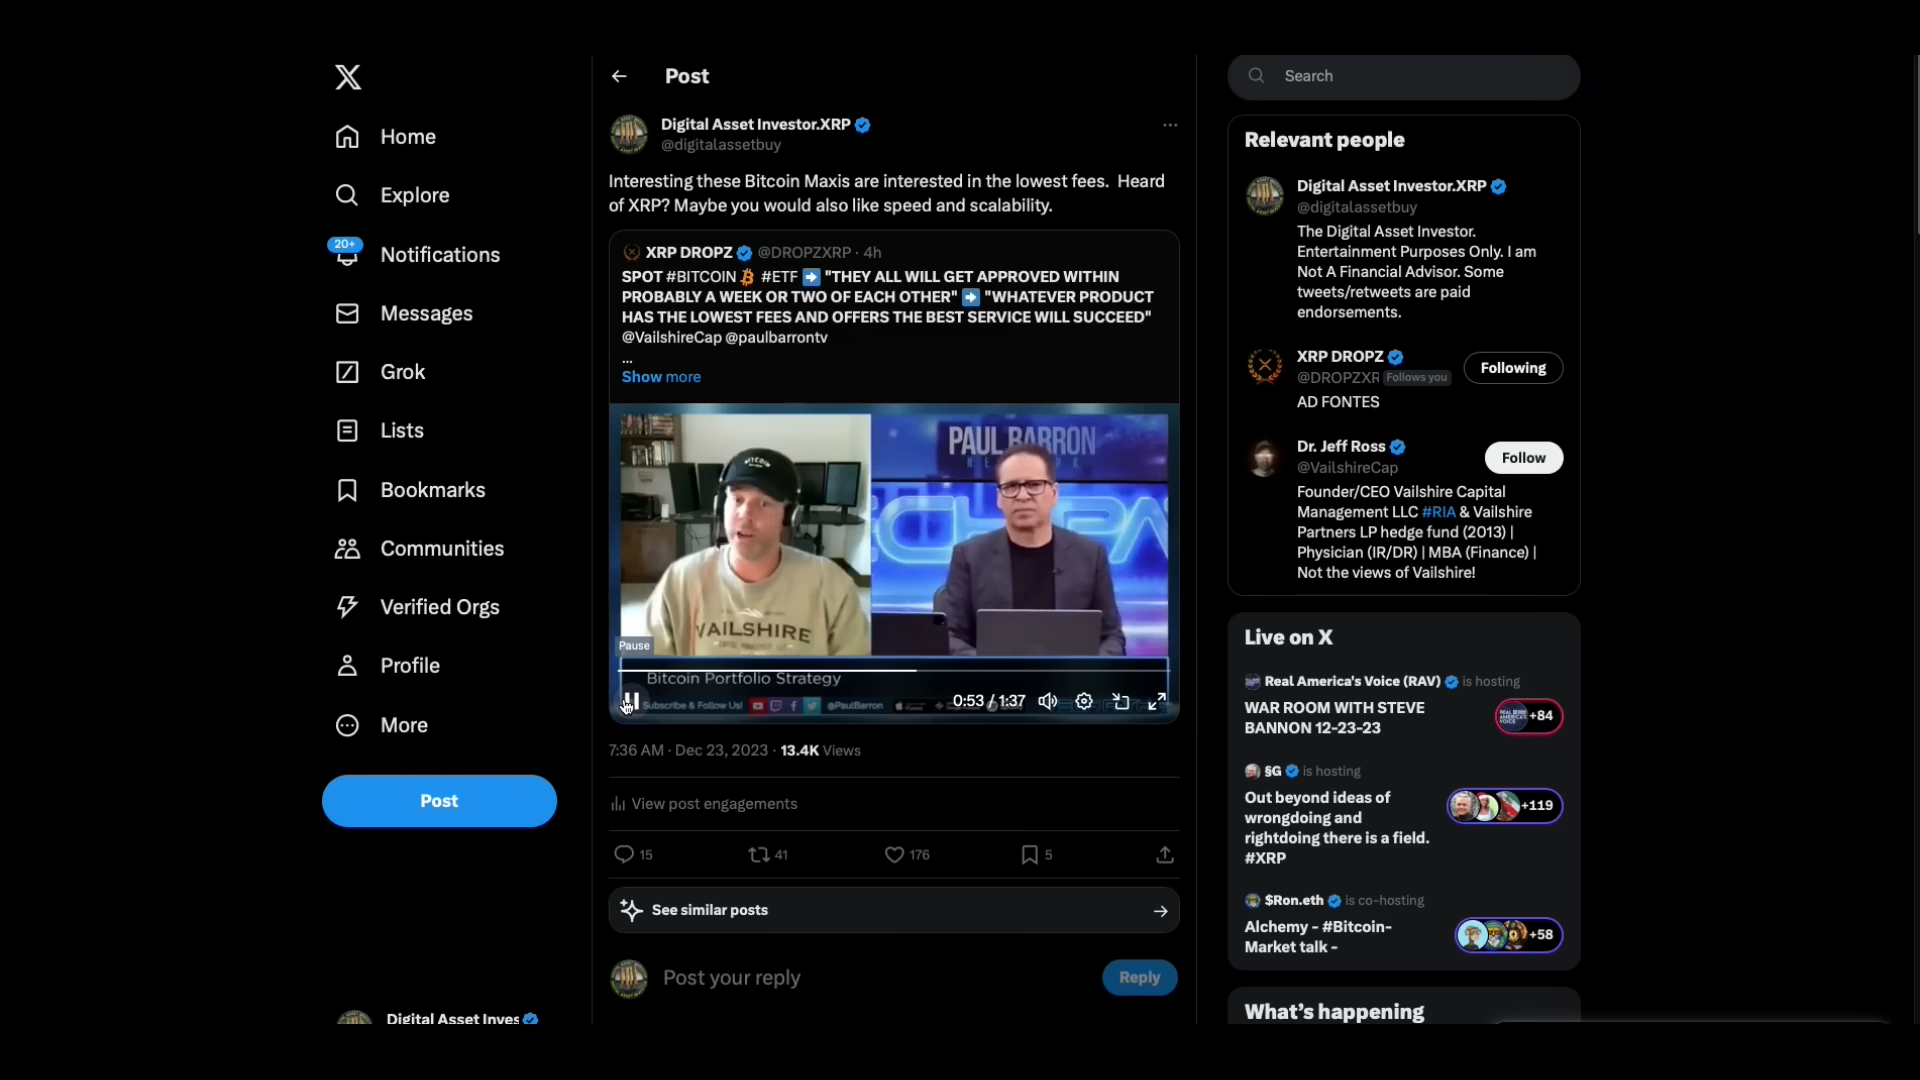 Home
Explore
20+
Notifications
Messages
Grok
Lists
Bookmarks
Communities
Verified Orgs
Profile
More
Post
Digital Asset Inves
Post
Digital Asset Investor.XRP
@digitalassetbuy
Interesting these Bitcoin Maxis are interested in the lowest fees. Heard
of XRP? Maybe you would also like speed and scalability.
XRP DROPZ @DROPZXRP · 4h
SPOT #BITCOIN #ETF ➡️ "THEY ALL WILL GET APPROVED WITHIN
PROBABLY A WEEK OR TWO OF EACH OTHER" ➡️ "WHATEVER PRODUCT
HAS THE LOWEST FEES AND OFFERS THE BEST SERVICE WILL SUCCEED"
@VailshireCap @paulbarrontv
...
Show more
BITCOIN
VAILSHIRE
PAUL BARRON
Pause
Bitcoin Portfolio Strategy
Subscribe & Follow Us!
@PaulBarron
0:53 / 1:37
7:36 AM · Dec 23, 2023 · 13.4K Views
View post engagements
15
41
176
5
See similar posts
Post your reply
Reply
Search
Relevant people
Digital Asset Investor.XRP
@digitalassetbuy
The Digital Asset Investor.
Entertainment Purposes Only. I am
Not A Financial Advisor. Some
tweets/retweets are paid
endorsements.
XRP DROPZ
@DROPZXR Follows you
Following
AD FONTES
Dr. Jeff Ross
@VailshireCap
Follow
Founder/CEO Vailshire Capital
Management LLC #RIA & Vailshire
Partners LP hedge fund (2013) |
Physician (IR/DR) | MBA (Finance) |
Not the views of Vailshire!
Live on X
Real America's Voice (RAV) is hosting
WAR ROOM WITH STEVE
BANNON 12-23-23
+84
§G is hosting
Out beyond ideas of
wrongdoing and
rightdoing there is a field.
#XRP
+119
$Ron.eth is co-hosting
Alchemy - #Bitcoin-
Market talk -
+58
What's happening